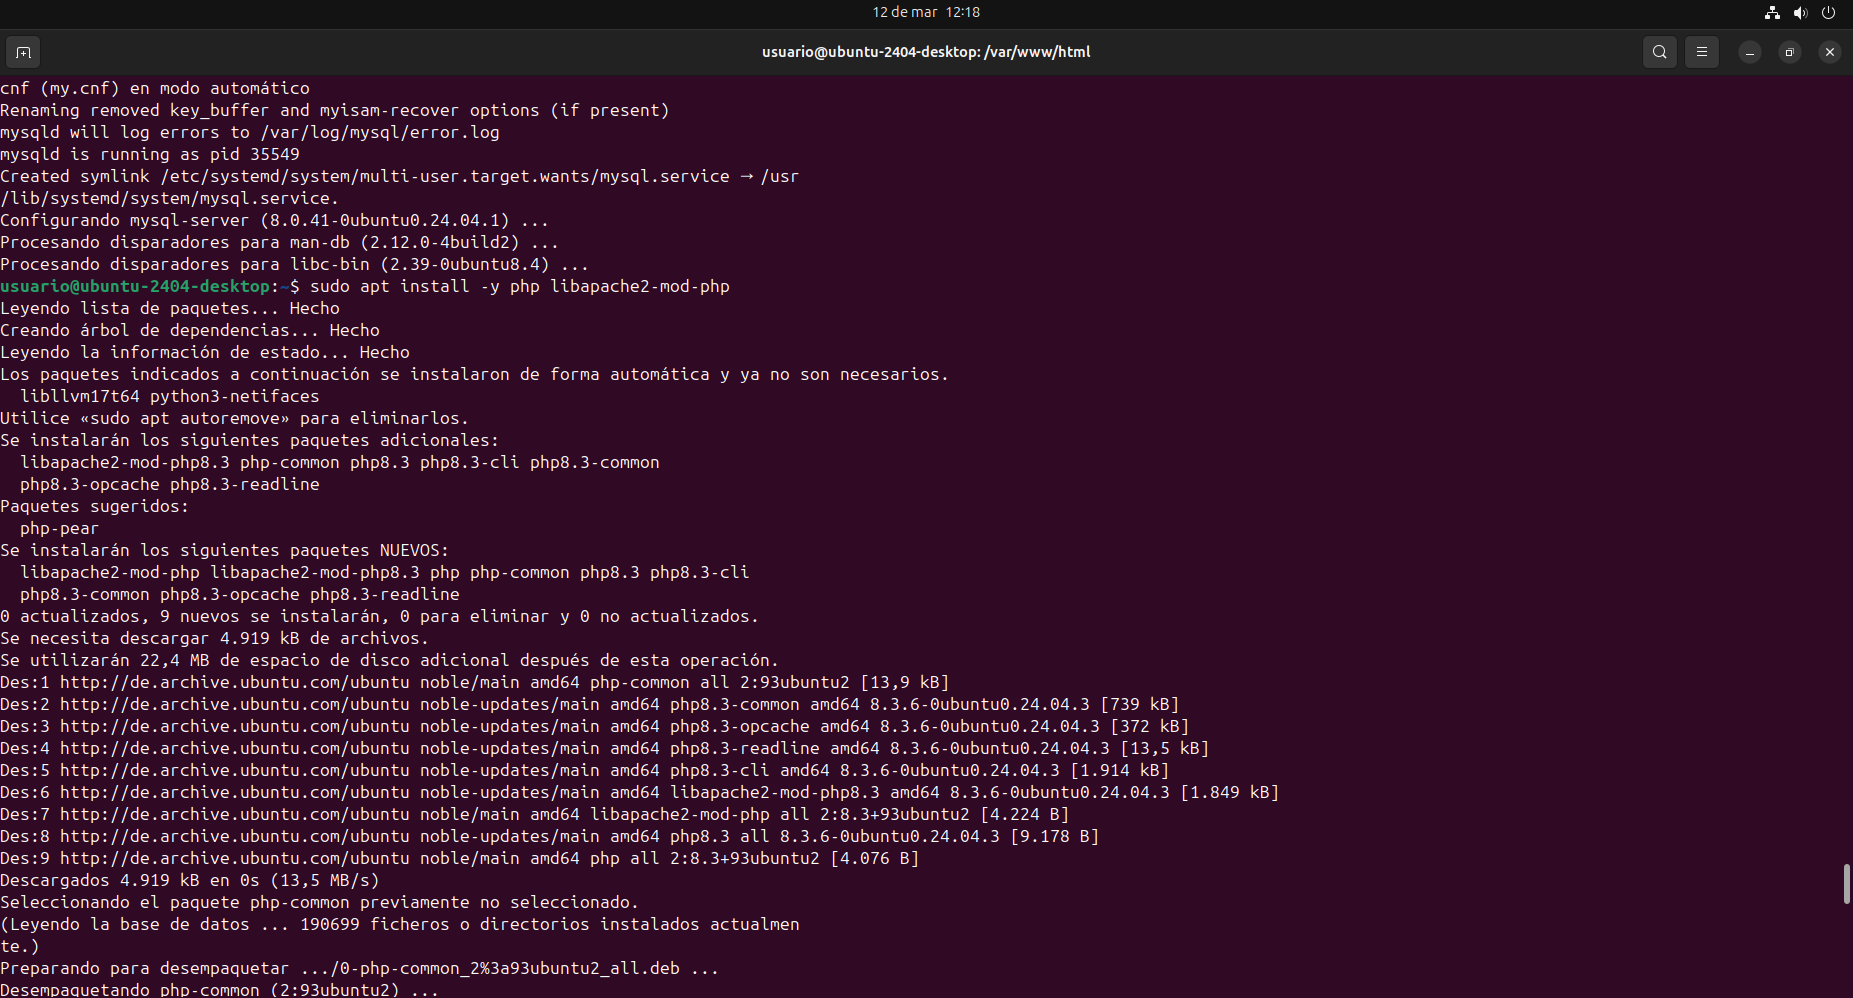 12 de mar 12:18
usuario@ubuntu-2404-desktop: /var/www/html
cnf (my.cnf) en modo automático
Renaming removed key_buffer and myisam-recover options (if present)
mysqld will log errors to /var/log/mysql/error.log
mysqld is running as pid 35549
Created symlink /etc/systemd/system/multi-user.target.wants/mysql.service → /usr
/lib/systemd/system/mysql.service.
Configurando mysql-server (8.0.41-0ubuntu0.24.04.1) ...
Procesando disparadores para man-db (2.12.0-4build2) ...
Procesando disparadores para libc-bin (2.39-0ubuntu8.4) ...
usuario@ubuntu-2404-desktop:~$ sudo apt install -y php libapache2-mod-php
Leyendo lista de paquetes... Hecho
Creando árbol de dependencias... Hecho
Leyendo la información de estado... Hecho
Los paquetes indicados a continuación se instalaron de forma automática y ya no son necesarios.
  libllvm17t64 python3-netifaces
Utilice «sudo apt autoremove» para eliminarlos.
Se instalarán los siguientes paquetes adicionales:
  libapache2-mod-php8.3 php-common php8.3 php8.3-cli php8.3-common
  php8.3-opcache php8.3-readline
Paquetes sugeridos:
  php-pear
Se instalarán los siguientes paquetes NUEVOS:
  libapache2-mod-php libapache2-mod-php8.3 php php-common php8.3 php8.3-cli
  php8.3-common php8.3-opcache php8.3-readline
0 actualizados, 9 nuevos se instalarán, 0 para eliminar y 0 no actualizados.
Se necesita descargar 4.919 kB de archivos.
Se utilizarán 22,4 MB de espacio de disco adicional después de esta operación.
Des:1 http://de.archive.ubuntu.com/ubuntu noble/main amd64 php-common all 2:93ubuntu2 [13,9 kB]
Des:2 http://de.archive.ubuntu.com/ubuntu noble-updates/main amd64 php8.3-common amd64 8.3.6-0ubuntu0.24.04.3 [739 kB]
Des:3 http://de.archive.ubuntu.com/ubuntu noble-updates/main amd64 php8.3-opcache amd64 8.3.6-0ubuntu0.24.04.3 [372 kB]
Des:4 http://de.archive.ubuntu.com/ubuntu noble-updates/main amd64 php8.3-readline amd64 8.3.6-0ubuntu0.24.04.3 [13,5 kB]
Des:5 http://de.archive.ubuntu.com/ubuntu noble-updates/main amd64 php8.3-cli amd64 8.3.6-0ubuntu0.24.04.3 [1.914 kB]
Des:6 http://de.archive.ubuntu.com/ubuntu noble-updates/main amd64 libapache2-mod-php8.3 amd64 8.3.6-0ubuntu0.24.04.3 [1.849 kB]
Des:7 http://de.archive.ubuntu.com/ubuntu noble/main amd64 libapache2-mod-php all 2:8.3+93ubuntu2 [4.224 B]
Des:8 http://de.archive.ubuntu.com/ubuntu noble-updates/main amd64 php8.3 all 8.3.6-0ubuntu0.24.04.3 [9.178 B]
Des:9 http://de.archive.ubuntu.com/ubuntu noble/main amd64 php all 2:8.3+93ubuntu2 [4.076 B]
Descargados 4.919 kB en 0s (13,5 MB/s)
Seleccionando el paquete php-common previamente no seleccionado.
(Leyendo la base de datos ... 190699 ficheros o directorios instalados actualmen
te.)
Preparando para desempaquetar .../0-php-common_2%3a93ubuntu2_all.deb ...
Desempaquetando php-common (2:93ubuntu2) ...